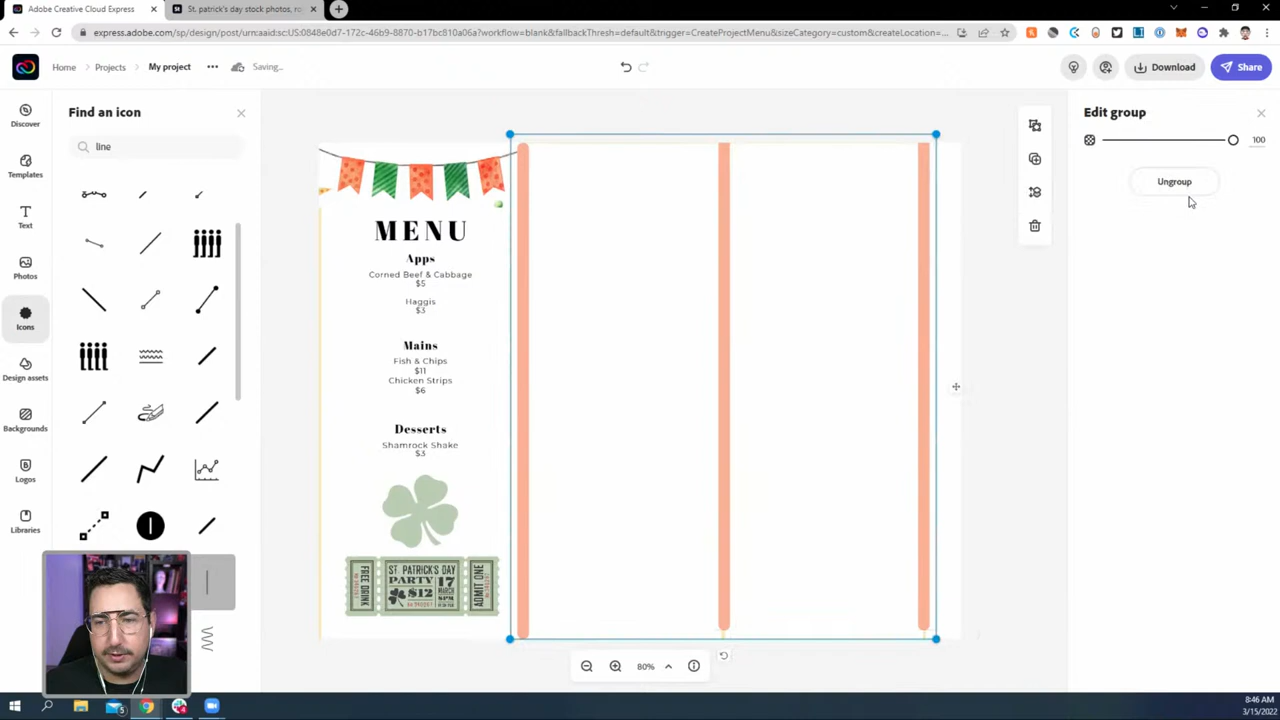 Adobe Creative Cloud Express
St. patrick's day stock photos, ro
express.adobe.com/sp/design/post/urn:aaid:sc:US:0848e0d7-172c-46b9-8870-b17bc810a06a?workflow=blank&fallbackThresh=default&trigger=CreateProjectMenu&sizeCategory=custom&createLocation=...
Home
Projects
My project
Saving...
Download
Share
Discover
Templates
Text
Photos
Icons
Design assets
Backgrounds
Logos
Libraries
Find an icon
line
MENU
Apps
Corned Beef & Cabbage
$5
Haggis
$3
Mains
Fish & Chips
$11
Chicken Strips
$6
Desserts
Shamrock Shake
$3
FREE DRINK
ST PATRICK'S DAY
PARTY
$12
17
MARCH
8PM
ADMIT ONE
80%
Edit group
100
Ungroup
8:46 AM
3/15/2022